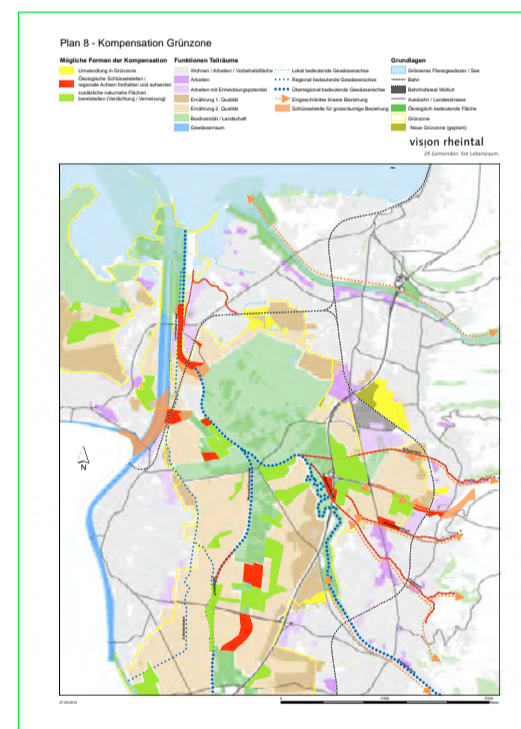 Plan 8 - Kompensation Grünzone
Mögliche Formen der Kompensation
Umwandlung in Grünzone
Ökologische Schlüsselstellen /
regionale Achsen freihalten und aufwerten
zusätzliche naturnahe Flächen
bereitstellen (Verdichtung / Vernetzung)
Funktionen Teilräume
Wohnen / Arbeiten / Vorbehaltsfläche
Arbeiten
Arbeiten mit Entwicklungspotential
Ernährung 1. Qualität
Ernährung 2. Qualität
Biodiversität / Landschaft
Gewässerraum
Lokal bedeutende Gewässerachse
Regional bedeutende Gewässerachse
Überregional bedeutende Gewässerachse
Eingeschränkte lineare Beziehung
Schlüsselstelle für grossräumige Beziehung
Grundlagen
Grösseres Fliessgewässer / See
Bahn
Bahnhofareal Wolfurt
Autobahn / Landesstrasse
Ökologisch bedeutende Fläche
Grünzone
Neue Grünzone (geplant)
vision rheintal
29 Gemeinden. Ein Lebensraum.
N